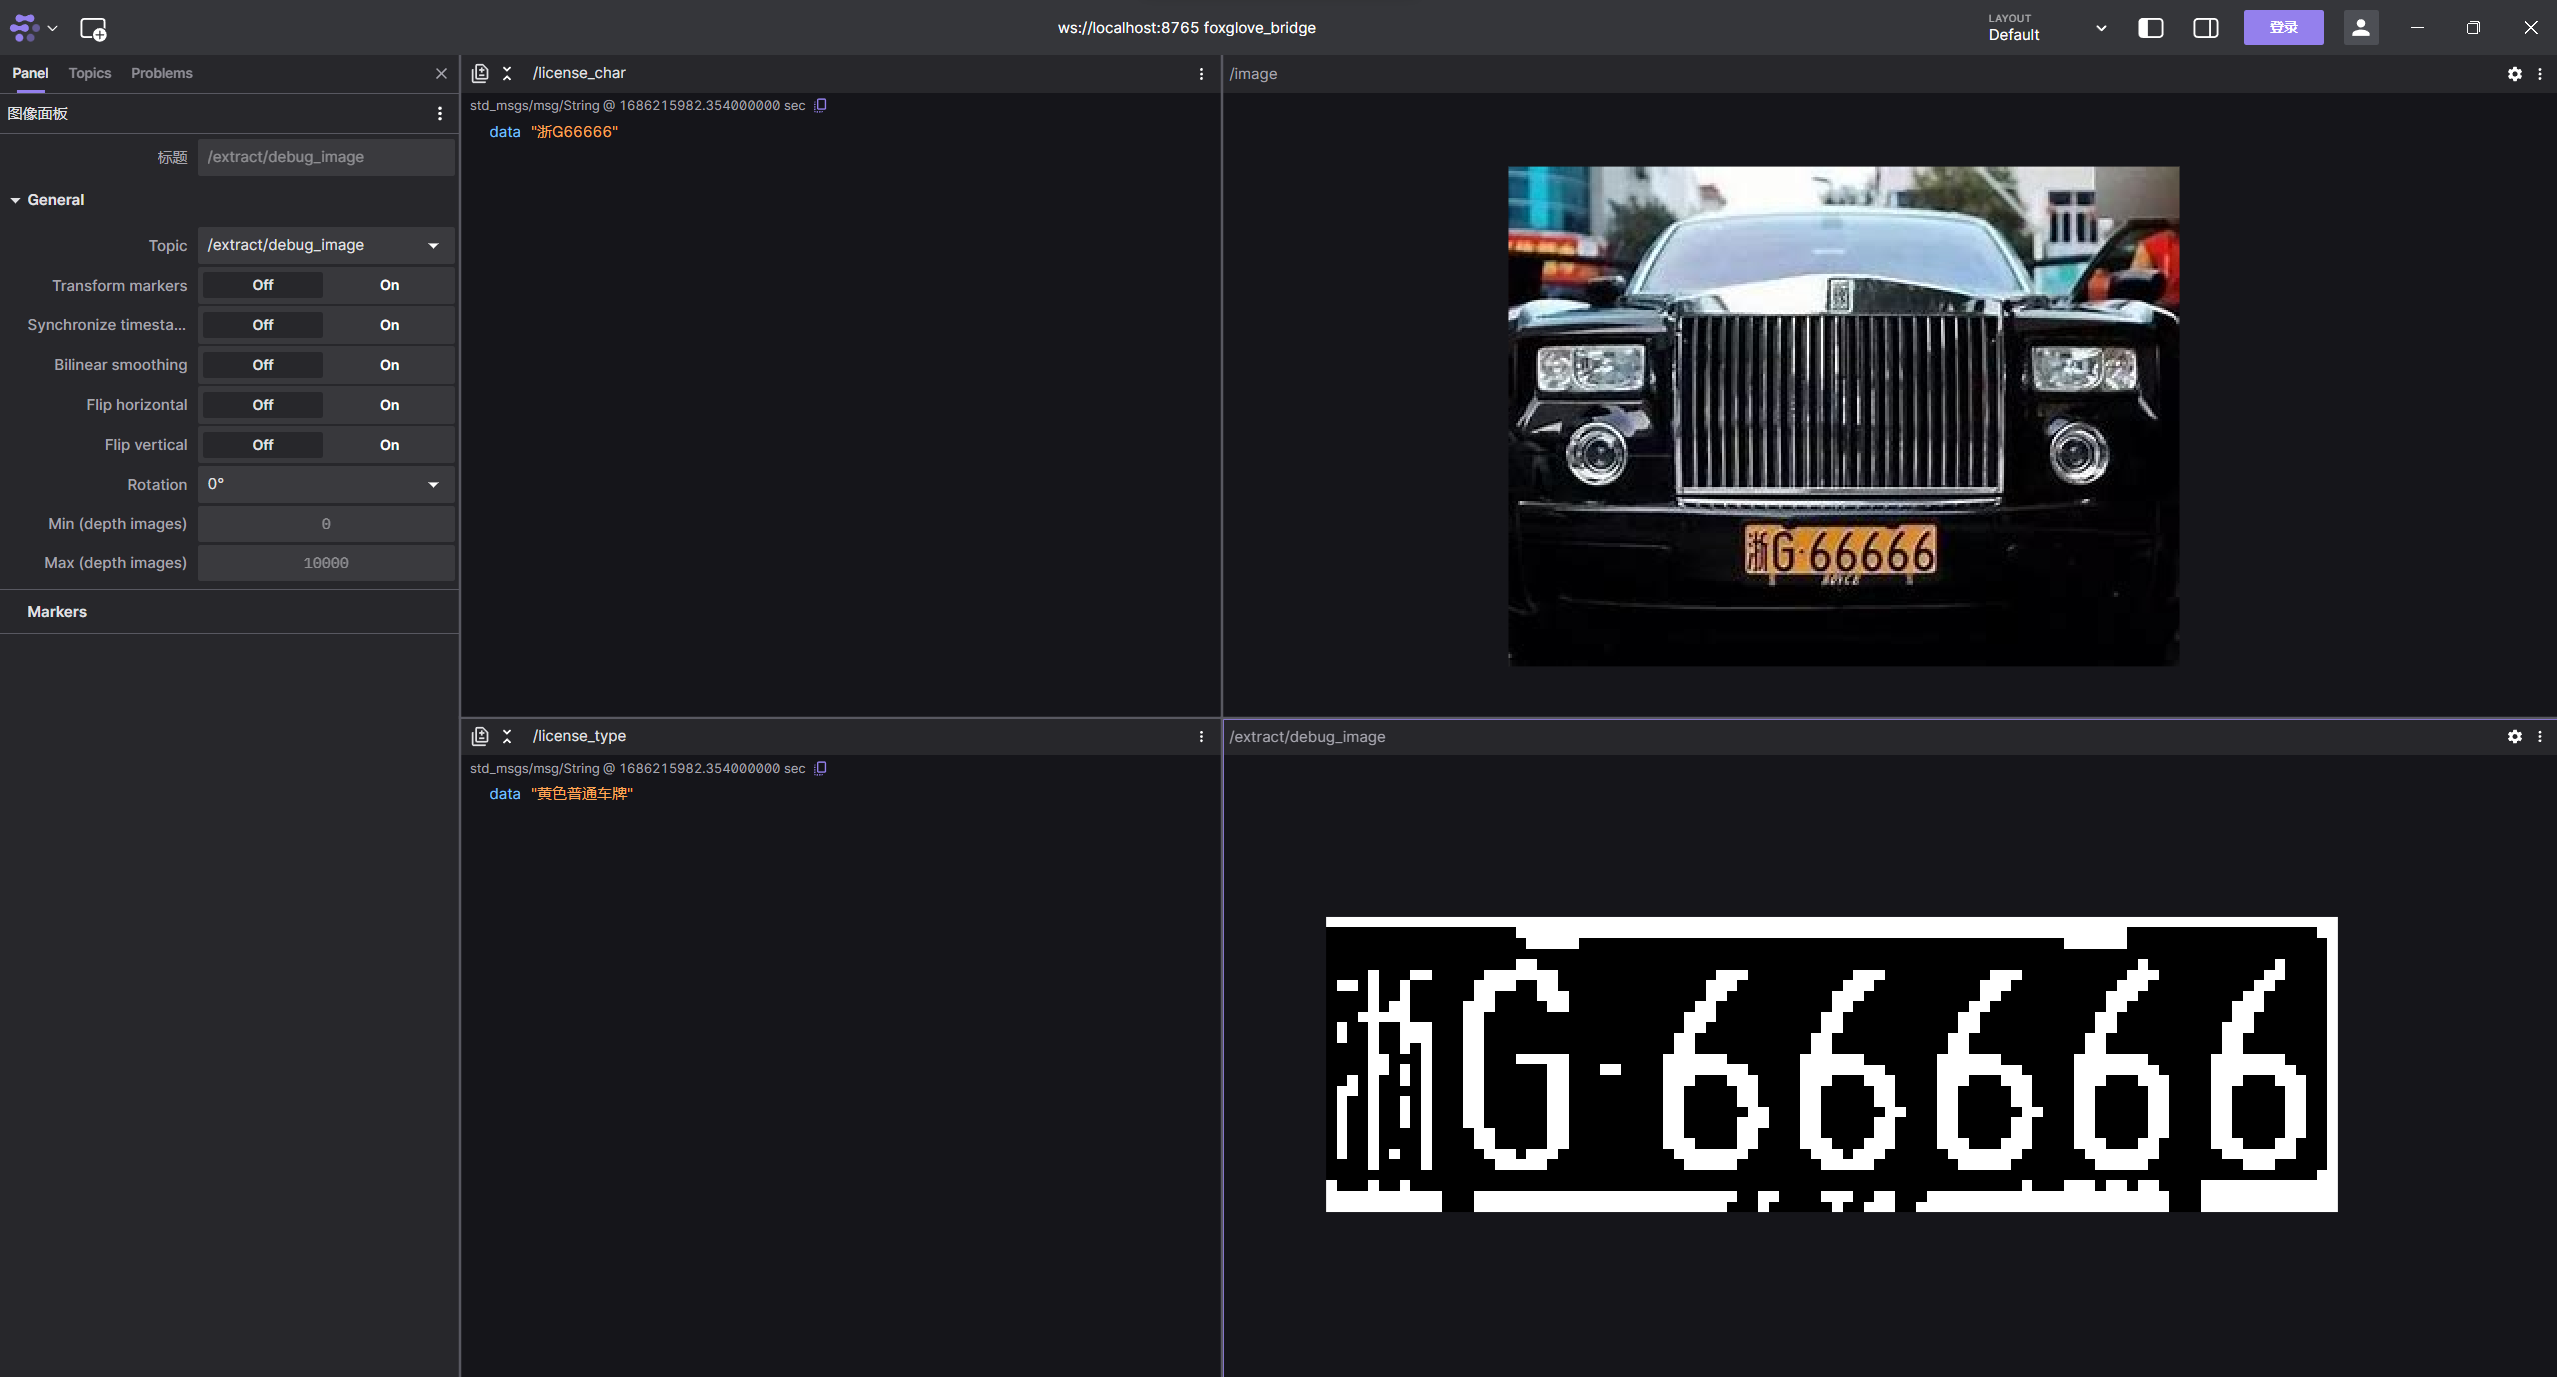 ws://localhost:8765 foxglove_bridge
LAYOUT
Default
登录
Panel
Topics
Problems
图像面板
标题
/extract/debug_image
General
Topic
/extract/debug_image
Transform markers
Off
On
Synchronize timesta...
Off
On
Bilinear smoothing
Off
On
Flip horizontal
Off
On
Flip vertical
Off
On
Rotation
0°
Min (depth images)
0
Max (depth images)
10000
Markers
/license_char
std_msgs/msg/String @ 1686215982.354000000 sec
data "浙G66666"
/image
浙G·66666
/license_type
std_msgs/msg/String @ 1686215982.354000000 sec
data "黄色普通车牌"
/extract/debug_image
浙G·66666